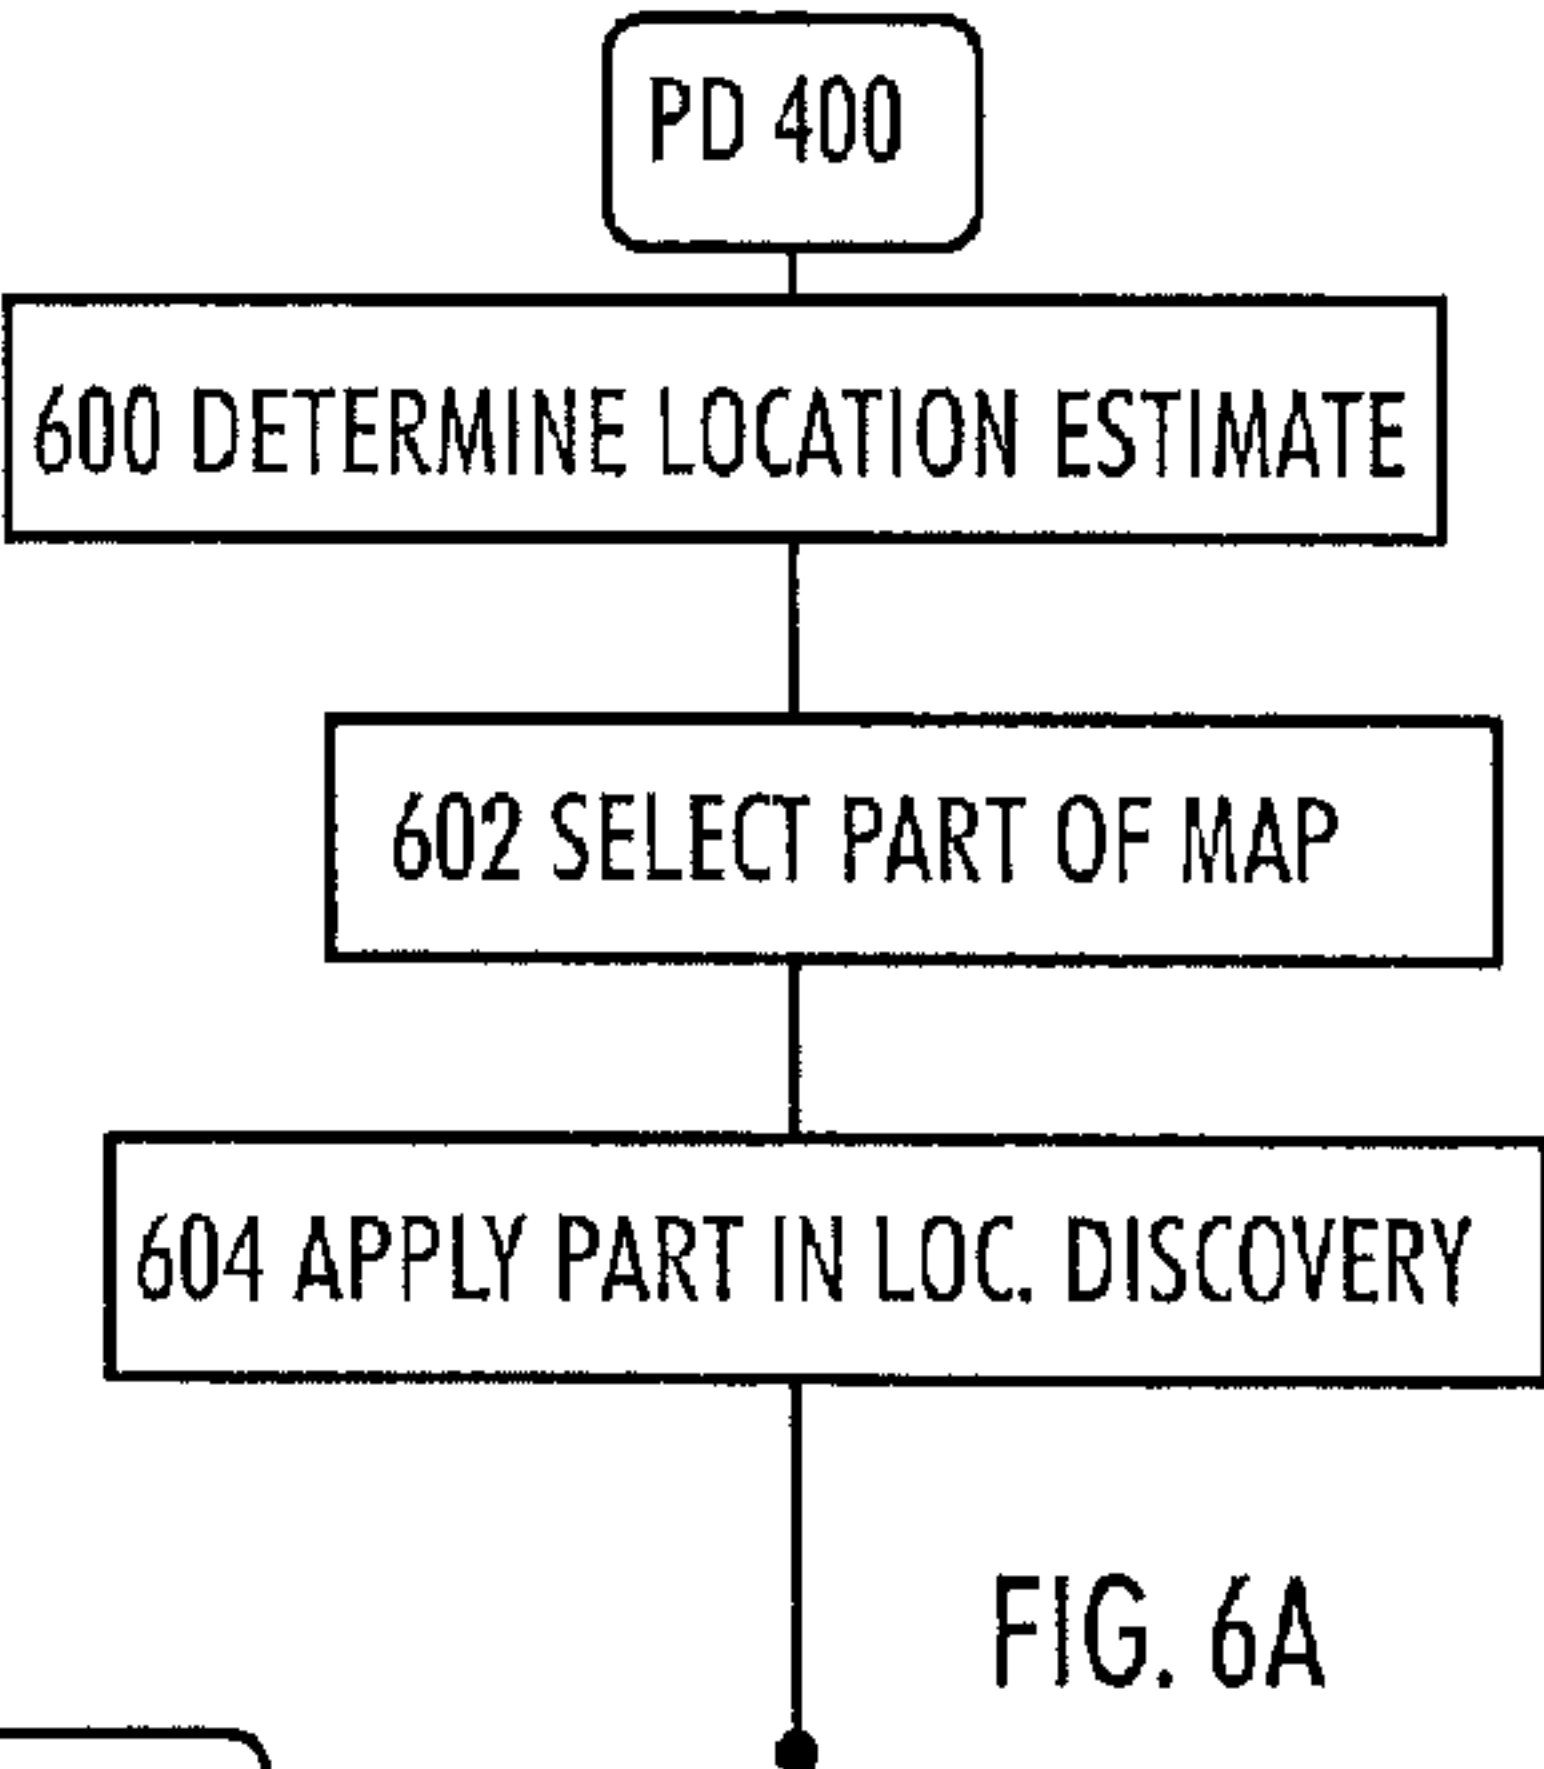 PD 400
600 DETERMINE LOCATION ESTIMATE
602 SELECT PART OF MAP
604 APPLY PART IN LOC. DISCOVERY
FIG. 6A